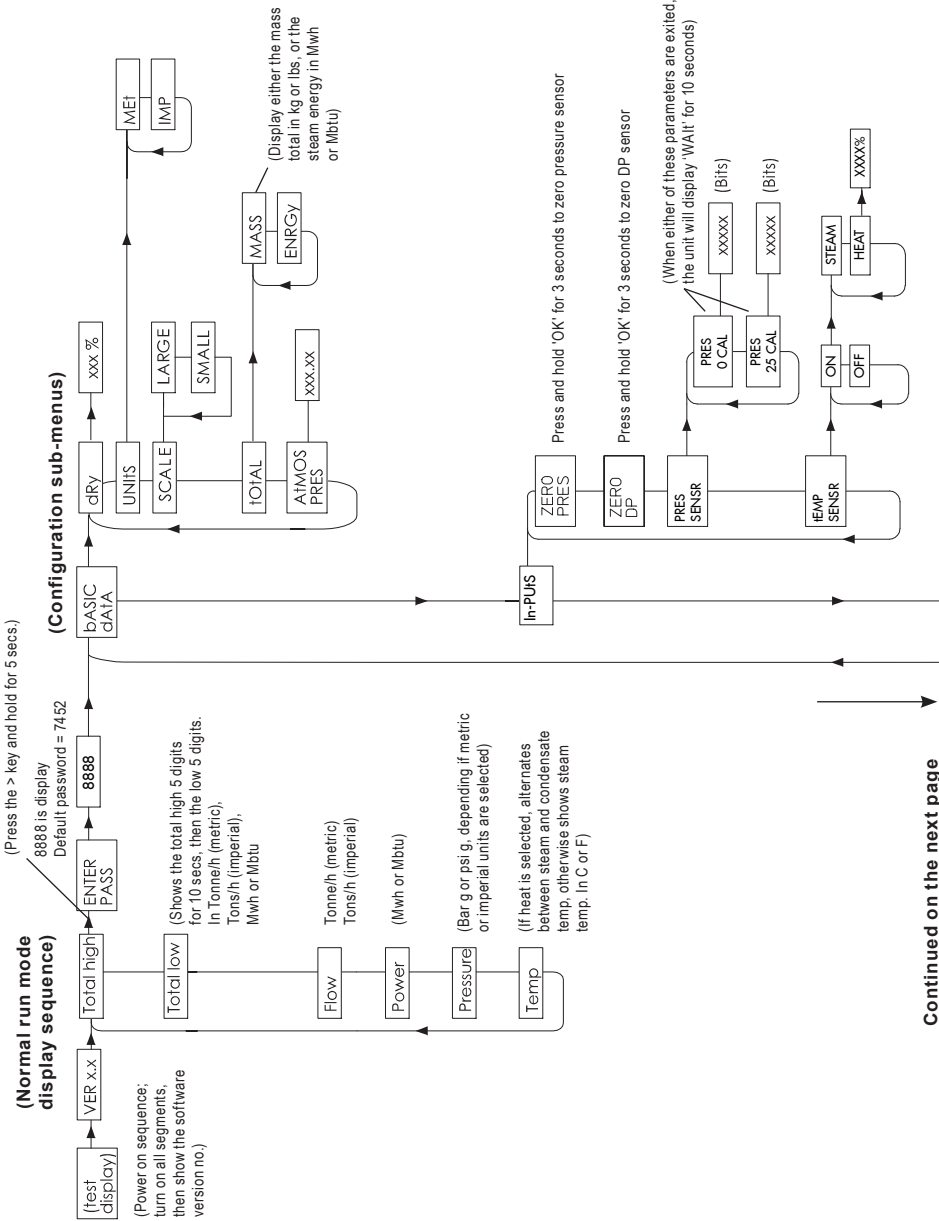 (Press the > key and hold for 5 secs.)
(Normal run mode
display sequence)
8888 is display
Default password = 7452
(Configuration sub-menus)
(test
display)
VER x.x
Total high
ENTER
PASS
8888
bASIC
dAtA
dRy
xxx %
(Power on sequence;
turn on all segments,
then show the software
version no.)
Total low
(Shows the total high 5 digits
for 10 secs, then the low 5 digits.
In Tonne/h (metric),
Tons/h (imperial),
Mwh or Mbtu
Flow
Tonne/h (metric)
Tons/h (imperial)
Power
(Mwh or Mbtu)
Pressure
(Bar g or psi g, depending if metric
or imperial units are selected)
Temp
(If heat is selected, alternates
between steam and condensate
temp, otherwise shows steam
temp. In C or F)
UNItS
MEt
IMP
SCALE
LARGE
SMALL
tOtAL
MASS
ENRGy
(Display either the mass
total in kg or lbs, or the
steam energy in Mwh
or Mbtu)
AtMOS
PRES
xxx.xx
In-PUtS
ZERO
PRES
Press and hold 'OK' for 3 seconds to zero pressure sensor
ZERO
DP
Press and hold 'OK' for 3 seconds to zero DP sensor
PRES
SENSR
PRES
0 CAL
xxxxx
(Bits)
PRES
25 CAL
xxxxx
(Bits)
(When either of these parameters are exited,
the unit will display 'WAIt' for 10 seconds)
tEMP
SENSR
ON
OFF
STEAM
HEAT
xxxx%
Continued on the next page